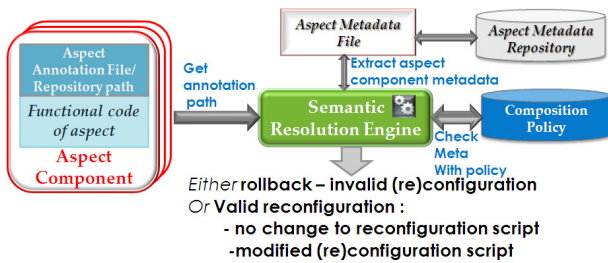 Aspect
Annotation File/
Repository path
Functional code
of aspect
Aspect
Component
Get
annotation
path
Aspect Metadata
File
Extract aspect
component metadata
Aspect Metadata
Repository
Semantic
Resolution Engine
Composition
Policy
Check
Meta
With policy
Either rollback – invalid (re)configuration
Or Valid reconfiguration :
- no change to reconfiguration script
-modified (re)configuration script